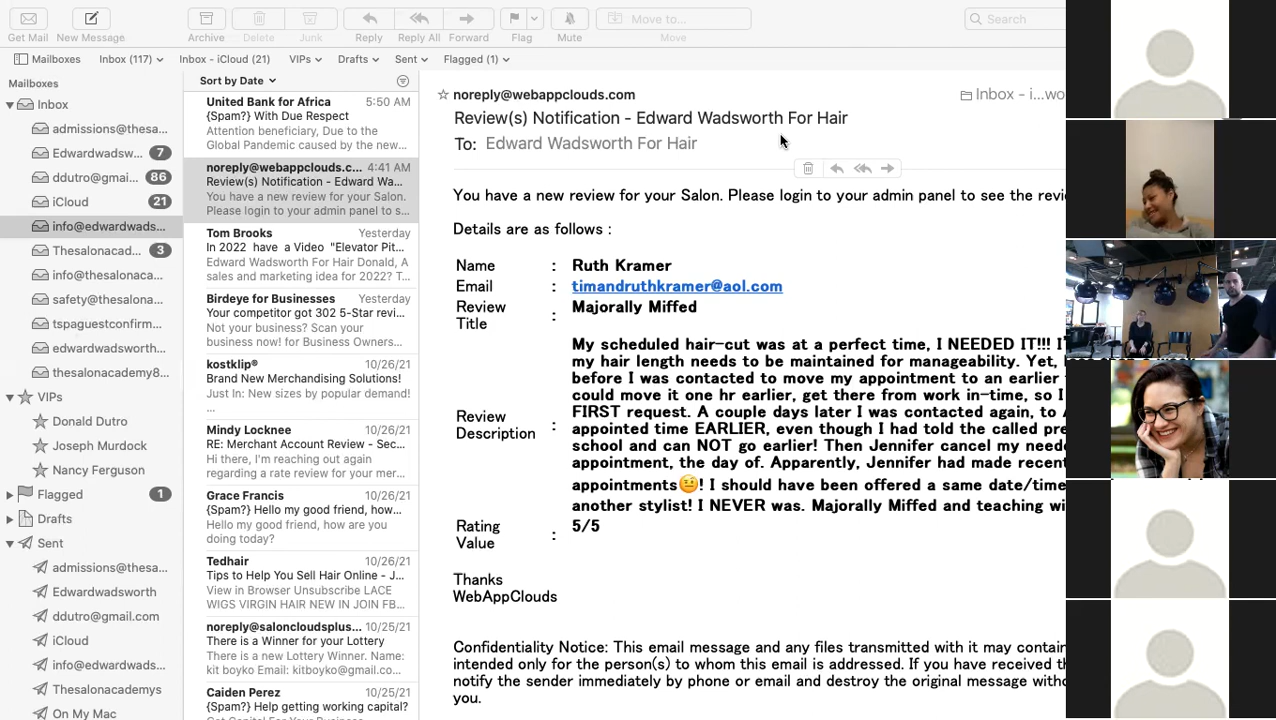 Get Mail
New Message
Archive
Delete
Junk
Reply
Reply All
Forward
Flag
Mute
Move to...
Move
Search
Mailboxes
Inbox (117)
Inbox - iCloud (21)
VIPs
Drafts
Sent
Flagged (1)
Mailboxes
Inbox
admissions@thesa...
Edwardwadsw... 7
ddutro@gmai... 86
iCloud 21
info@edwardwads...
Thesalonacad... 3
info@thesalonaca...
safety@thesalona...
tspaguestconfirm...
edwardwadsworth...
thesalonacademy8...
VIPs
Donald Dutro
Joseph Murdock
Nancy Ferguson
Flagged 1
Drafts
Sent
admissions@thesa...
Edwardwadsworth
ddutro@gmail.com
iCloud
info@edwardwads...
Thesalonacademys
On My Mac
Sort by Date
United Bank for Africa 5:50 AM
{Spam?} With Due Respect
Attention beneficiary, Due to the
Global Pandemic caused by the new...
noreply@webappclouds.c... 4:41 AM
Review(s) Notification - Edward Wa...
You have a new review for your Salon.
Please login to your admin panel to s...
Tom Brooks Yesterday
In 2022 have a Video "Elevator Pit...
Edward Wadsworth For Hair Donald, A
sales and marketing idea for 2022? T...
Birdeye for Businesses Yesterday
Your competitor got 302 5-Star revi...
Not your business? Scan your
business now! for Business Owners...
kostklip® 10/26/21
Brand New Merchandising Solutions!
Just In: New sizes by popular demand!
...
Mindy Locknee 10/26/21
RE: Merchant Account Review - Sec...
Hi there, I'm reaching out again
regarding a rate review for your mer...
Grace Francis 10/26/21
{Spam?} Hello my good friend, how...
Hello my good friend, how are you
doing today?
Tedhair 10/26/21
Tips to Help You Sell Hair Online - J...
View in Browser Unsubscribe LACE
WIGS VIRGIN HAIR NEW IN JOIN FB...
noreply@saloncloudsplus... 10/25/21
There is a Winner for your Lottery
There is a new Lottery Winner. Name:
kit boyko Email: kitboyko@gmail.co...
Caiden Perez 10/25/21
{Spam?} Help getting working capital?
noreply@webappclouds.com
Inbox - i...wo
Review(s) Notification - Edward Wadsworth For Hair
To: Edward Wadsworth For Hair
You have a new review for your Salon. Please login to your admin panel to see the revi
Details are as follows :
Name : Ruth Kramer
Email : timandruthkramer@aol.com
Review Title : Majorally Miffed
Review Description :
My scheduled hair-cut was at a perfect time, I NEEDED IT!!! I'
my hair length needs to be maintained for manageability. Yet,
before I was contacted to move my appointment to an earlier
could move it one hr earlier, get there from work in-time, so I
FIRST request. A couple days later I was contacted again, to
appointed time EARLIER, even though I had told the called pre
school and can NOT go earlier! Then Jennifer cancel my need
appointment, the day of. Apparently, Jennifer had made recent
appointments🤨! I should have been offered a same date/time
another stylist! I NEVER was. Majorally Miffed and teaching wi
Rating Value : 5/5
Thanks
WebAppClouds
Confidentiality Notice: This email message and any files transmitted with it may contain
intended only for the person(s) to whom this email is addressed. If you have received th
notify the sender immediately by phone or email and destroy the original message witho
you.